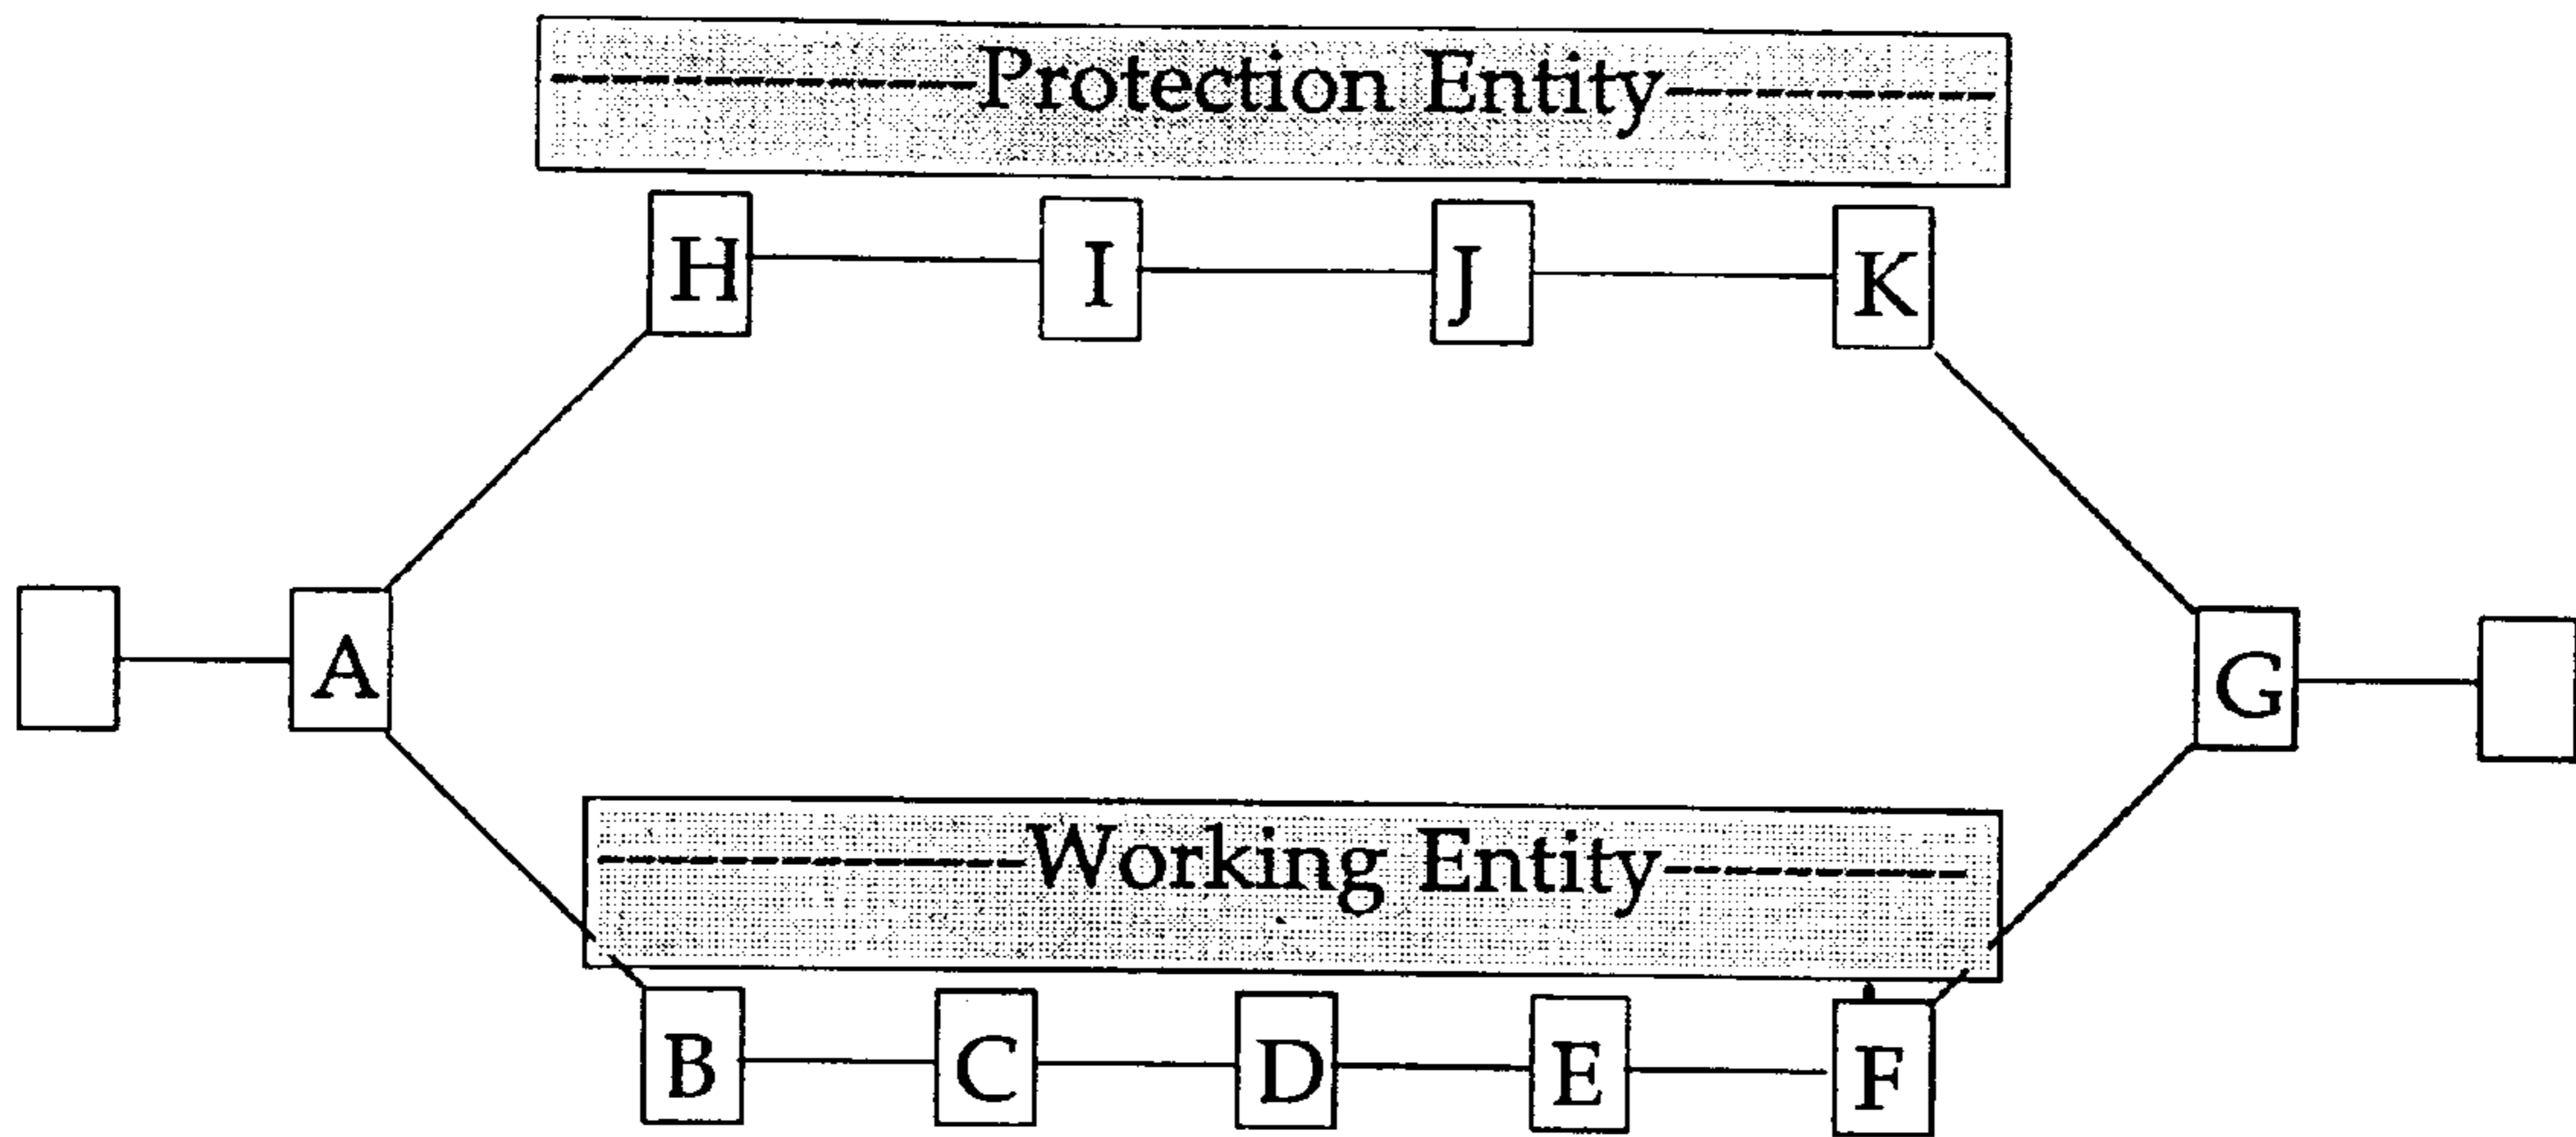 Protection Entity
H I J K
A G
Working Entity
B C D E F